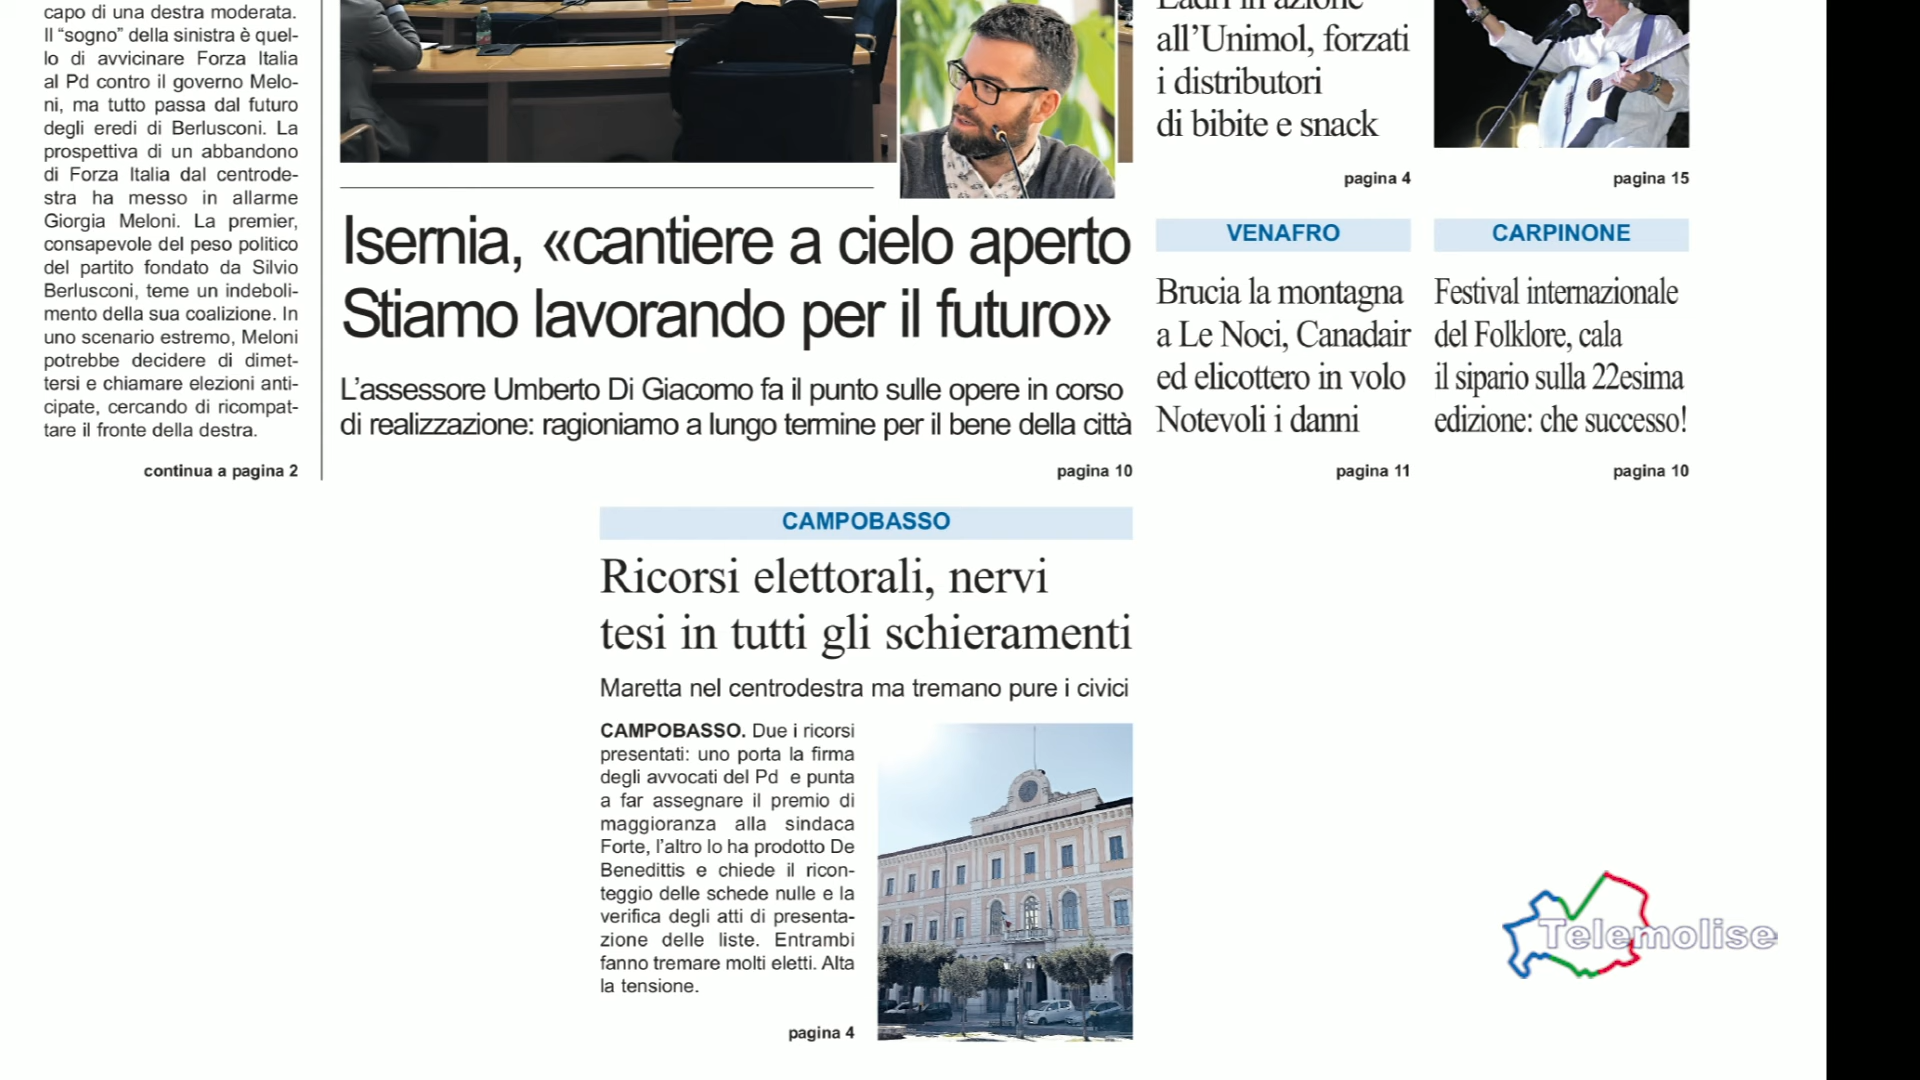 capo di una destra moderata.
Il “sogno” della sinistra è quel-
lo di avvicinare Forza Italia
al Pd contro il governo Melo-
ni, ma tutto passa dal futuro
degli eredi di Berlusconi. La
prospettiva di un abbandono
di Forza Italia dal centrode-
stra ha messo in allarme
Giorgia Meloni. La premier,
consapevole del peso politico
del partito fondato da Silvio
Berlusconi, teme un indeboli-
mento della sua coalizione. In
uno scenario estremo, Meloni
potrebbe decidere di dimet-
tersi e chiamare elezioni anti-
cipate, cercando di ricompat-
tare il fronte della destra.
continua a pagina 2
Isernia, «cantiere a cielo aperto
Stiamo lavorando per il futuro»
L’assessore Umberto Di Giacomo fa il punto sulle opere in corso
di realizzazione: ragioniamo a lungo termine per il bene della città
pagina 10
Ladri in azione
all’Unimol, forzati
i distributori
di bibite e snack
pagina 4
pagina 15
VENAFRO
Brucia la montagna
a Le Noci, Canadair
ed elicottero in volo
Notevoli i danni
pagina 11
CARPINONE
Festival internazionale
del Folklore, cala
il sipario sulla 22esima
edizione: che successo!
pagina 10
CAMPOBASSO
Ricorsi elettorali, nervi
tesi in tutti gli schieramenti
Maretta nel centrodestra ma tremano pure i civici
CAMPOBASSO. Due i ricorsi
presentati: uno porta la firma
degli avvocati del Pd e punta
a far assegnare il premio di
maggioranza alla sindaca
Forte, l’altro lo ha prodotto De
Benedittis e chiede il ricon-
teggio delle schede nulle e la
verifica degli atti di presenta-
zione delle liste. Entrambi
fanno tremare molti eletti. Alta
la tensione.
pagina 4
Telemolise